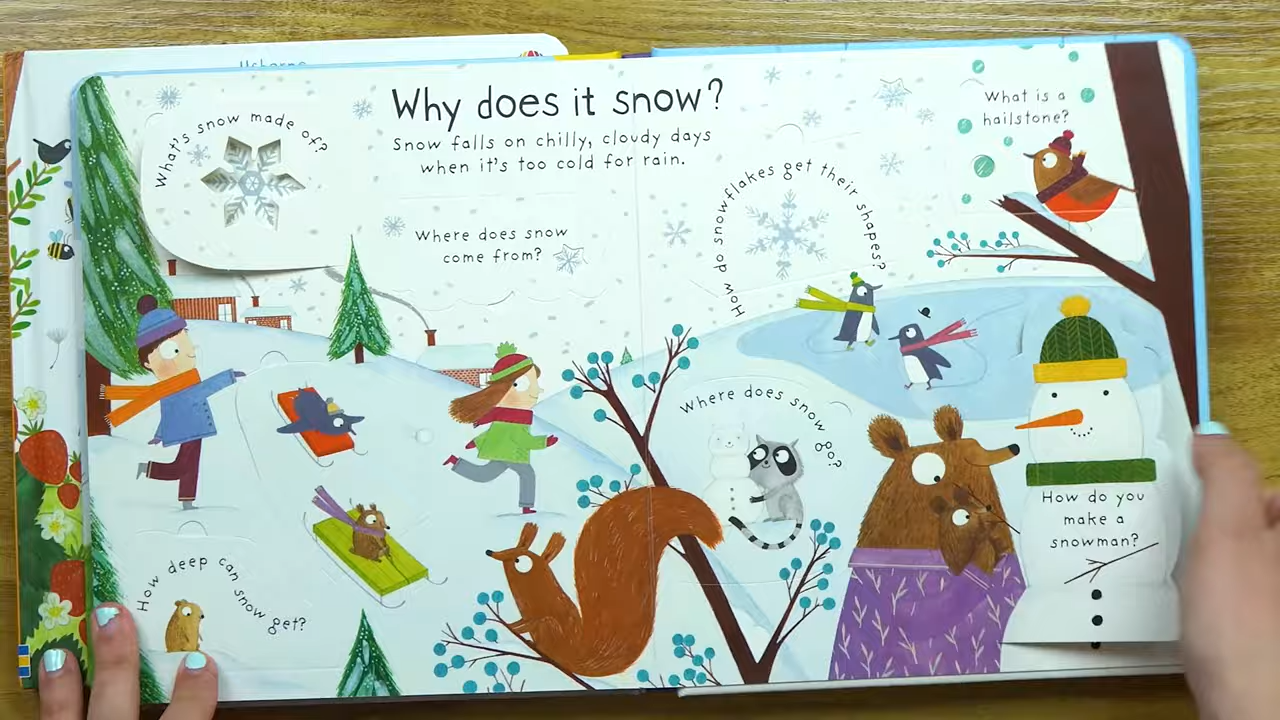 Usborne
Why does it snow?
Snow falls on chilly, cloudy days
when it's too cold for rain.
What's snow made of?
Where does snow
come from?
How do snowflakes get their shapes?
What is a
hailstone?
Where does snow go?
How do you
make a
snowman?
How deep can snow get?